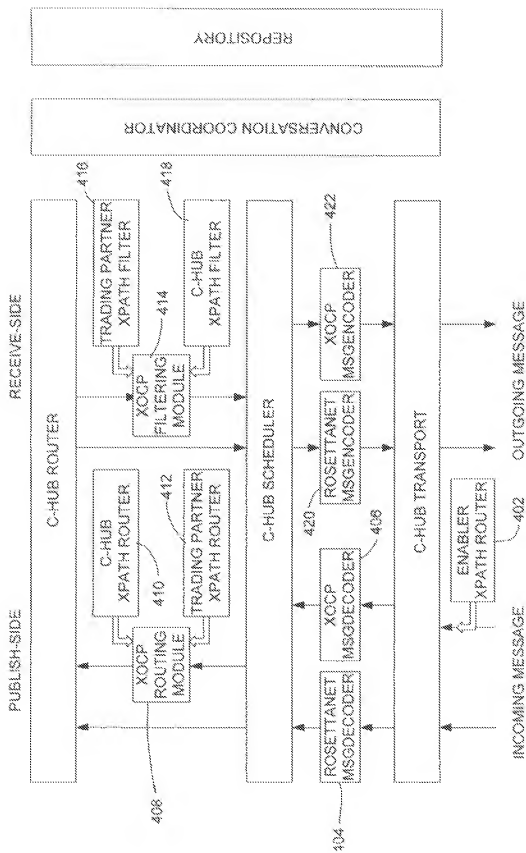 PUBLISH-SIDE
RECEIVE-SIDE
C-HUB ROUTER
408
XOCP
ROUTING
MODULE
C-HUB
XPATH ROUTER
410
412
TRADING PARTNER
XPATH ROUTER
XOCP
FILTERING
MODULE
414
TRADING PARTNER
XPATH FILTER
416
C-HUB
XPATH FILTER
418
C-HUB SCHEDULER
404
ROSETTANET
MSGDECODER
XOCP
MSGDECODER
406
420
ROSETTANET
MSGENCODER
XOCP
MSGENCODER
422
C-HUB TRANSPORT
ENABLER
XPATH ROUTER
402
INCOMING MESSAGE
OUTGOING MESSAGE
CONVERSATION COORDINATOR
REPOSITORY